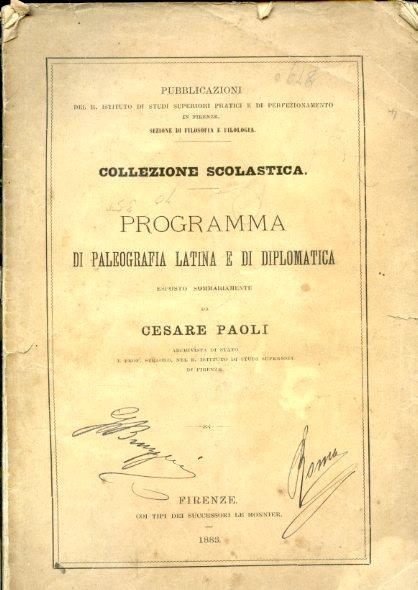 PUBBLICAZIONI
DEL R. ISTITUTO DI STUDI SUPERIORI PRATICI E DI PERFEZIONAMENTO
IN FIRENZE.
SEZIONE DI FILOSOFIA E FILOLOGIA.
COLLEZIONE SCOLASTICA.
PROGRAMMA
DI PALEOGRAFIA LATINA E DI DIPLOMATICA
ESPOSTO SOMMARIAMENTE
DA
CESARE PAOLI
ARCHIVISTA DI STATO
E PROF. STRAORD. NEL R. ISTITUTO DI STUDI SUPERIORI
DI FIRENZE.
Roma
FIRENZE.
COI TIPI DEI SUCCESSORI LE MONNIER.
1883.